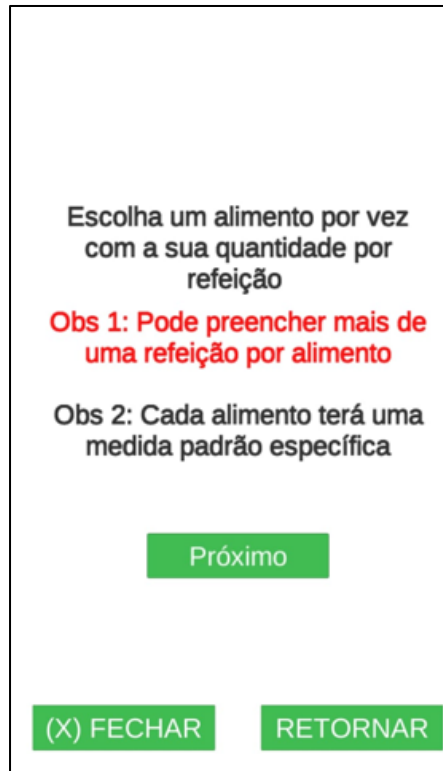 Escolha um alimento por vez
com a sua quantidade por
refeição
Obs 1: Pode preencher mais de
uma refeição por alimento
Obs 2: Cada alimento terá uma
medida padrão específica
Próximo
(X) FECHAR
RETORNAR